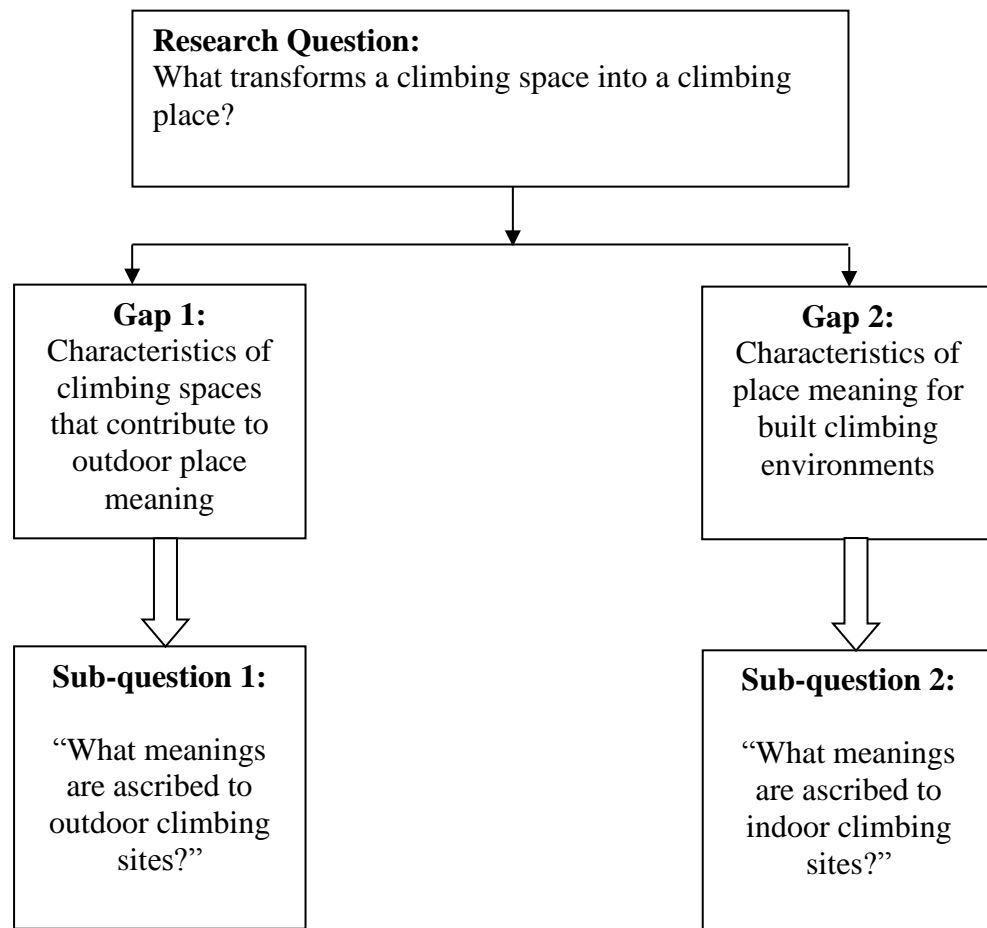 Research Question:
What transforms a climbing space into a climbing
place?
Gap 1:
Characteristics of
climbing spaces
that contribute to
outdoor place
meaning
Gap 2:
Characteristics of
place meaning for
built climbing
environments
Sub-question 1:
“What meanings
are ascribed to
outdoor climbing
sites?”
Sub-question 2:
“What meanings
are ascribed to
indoor climbing
sites?”